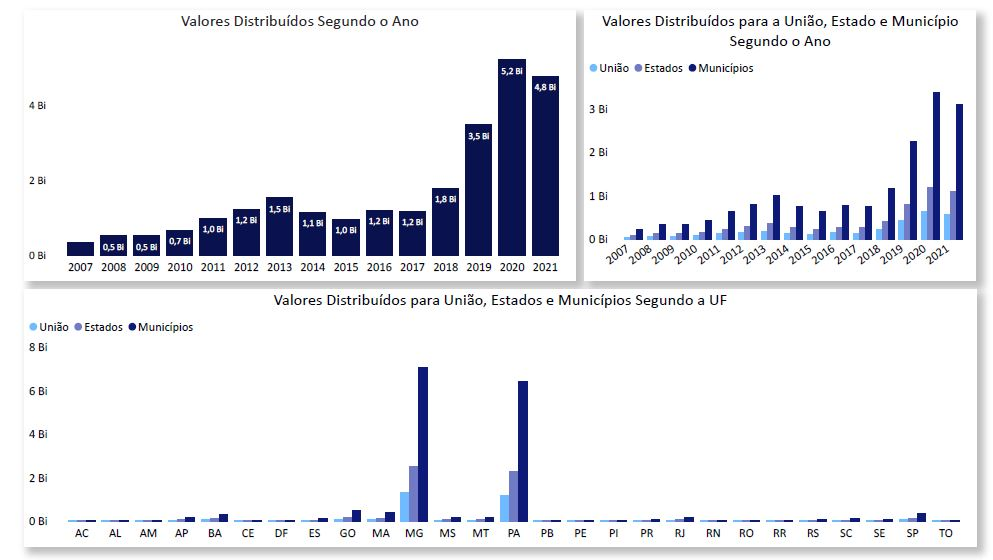 Valores Distribuídos Segundo o Ano
4 Bi
2 Bi
0 Bi
0,5 Bi
0,5 Bi
0,7 Bi
1,0 Bi
1,2 Bi
1,5 Bi
1,1 Bi
1,0 Bi
1,2 Bi
1,2 Bi
1,8 Bi
3,5 Bi
5,2 Bi
4,8 Bi
2007 2008 2009 2010 2011 2012 2013 2014 2015 2016 2017 2018 2019 2020 2021
Valores Distribuídos para a União, Estado e Município
Segundo o Ano
União Estados Municípios
3 Bi
2 Bi
1 Bi
0 Bi
2007 2008 2009 2010 2011 2012 2013 2014 2015 2016 2017 2018 2019 2020 2021
Valores Distribuídos para União, Estados e Municípios Segundo a UF
União Estados Municípios
8 Bi
6 Bi
4 Bi
2 Bi
0 Bi
AC AL AM AP BA CE DF ES GO MA MG MS MT PA PB PE PI PR RJ RN RO RR RS SC SE SP TO